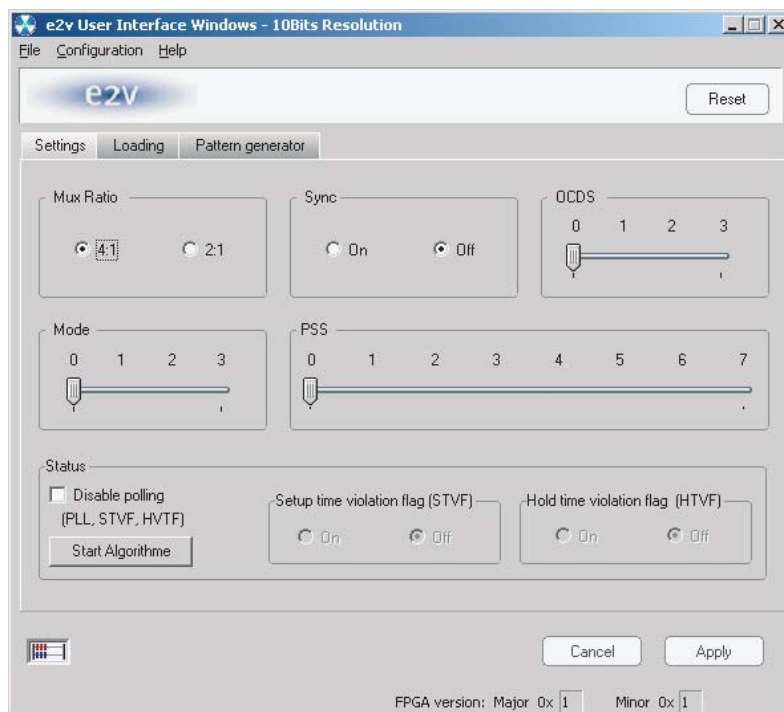 e2v User Interface Windows - 10Bits Resolution
File Configuration Help
e2v
Reset
Settings Loading Pattern generator
Mux Ratio
4:1 2:1
Sync
On Off
OCDS
0 1 2 3
Mode
0 1 2 3
PSS
0 1 2 3 4 5 6 7
Status
Disable polling
(PLL, STVF, HVTF)
Start Algorithme
Setup time violation flag (STVF)
On Off
Hold time violation flag (HTVF)
On Off
Cancel Apply
FPGA version: Major 0x 1 Minor 0x 1